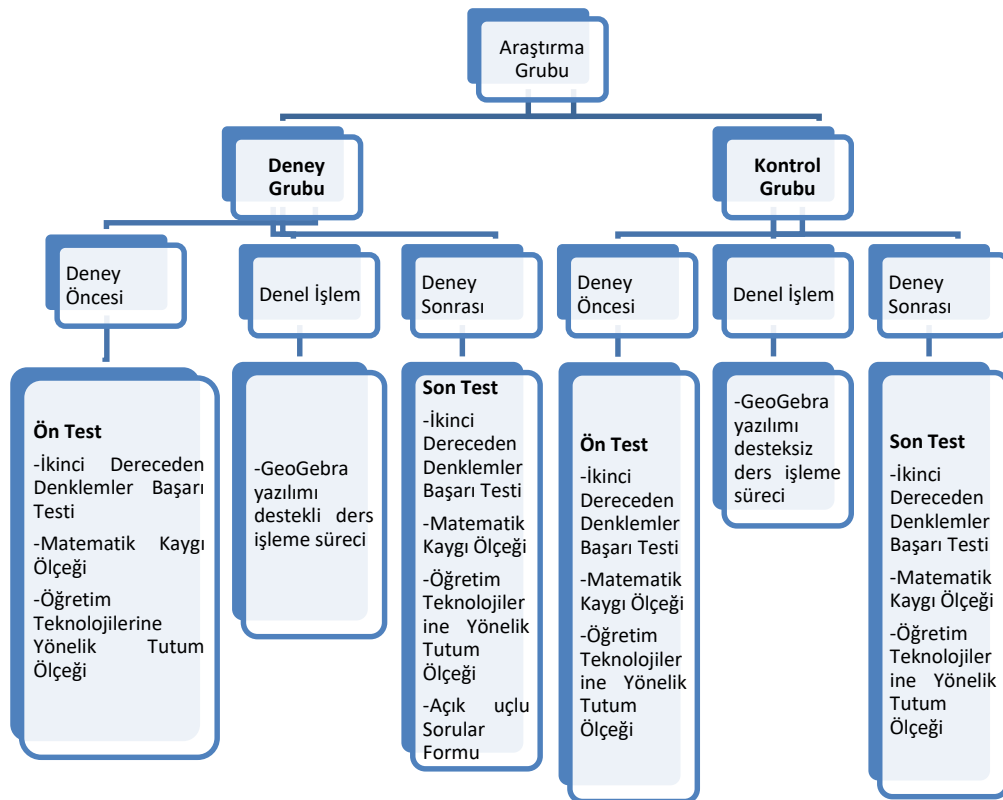 Araştırma
Grubu
Deney
Grubu
Kontrol
Grubu
Deney
Öncesi
Denel İşlem
Deney
Sonrası
Deney
Öncesi
Denel İşlem
Deney
Sonrası
Ön Test
-İkinci Dereceden
Denklemler Başarı
Testi
-Matematik Kaygı
Ölçeği
-Öğretim
Teknolojilerine
Yönelik Tutum
Ölçeği
-GeoGebra
yazılımı
destekli ders
işleme süreci
Son Test
-İkinci
Dereceden
Denklemler
Başarı Testi
-Matematik
Kaygı Ölçeği
-Öğretim
Teknolojiler
ine Yönelik
Tutum
Ölçeği
-Açık uçlu
Sorular
Formu
Ön Test
-İkinci
Dereceden
Denklemler
Başarı Testi
-Matematik
Kaygı Ölçeği
-Öğretim
Teknolojiler
ine Yönelik
Tutum
Ölçeği
-GeoGebra
yazılımı
desteksiz
ders işleme
süreci
Son Test
-İkinci
Dereceden
Denklemler
Başarı Testi
-Matematik
Kaygı Ölçeği
-Öğretim
Teknolojiler
ine Yönelik
Tutum
Ölçeği